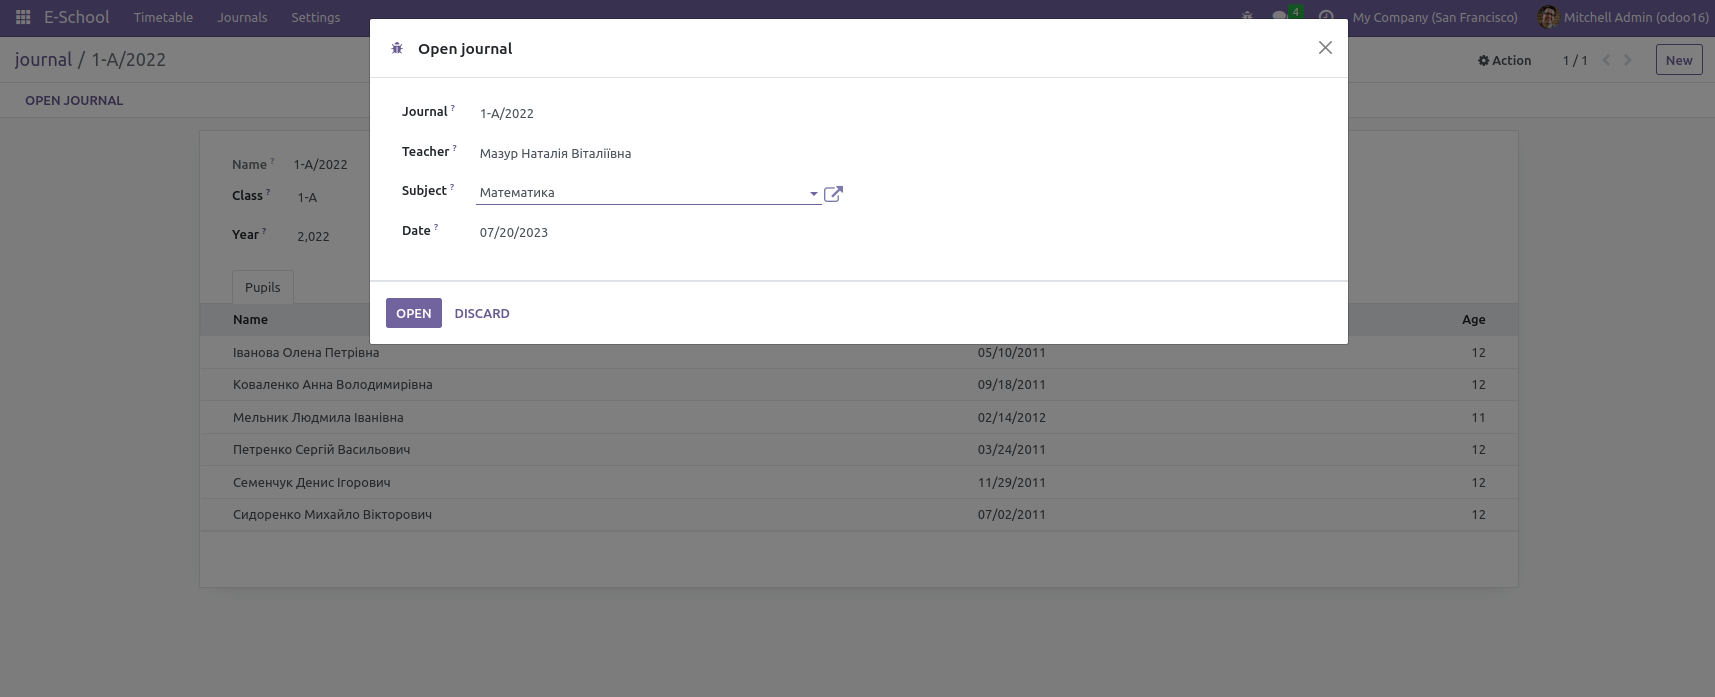 E-School Timetable Journals Settings 4 My Company (San Francisco) Mitchell Admin (odoo16)
journal / 1-A/2022
Action 1 / 1 New
OPEN JOURNAL
Open journal
Journal ? 1-A/2022
Teacher ? Мазур Наталія Віталіївна
Subject ? Математика
Date ? 07/20/2023
OPEN DISCARD
Name ? 1-A/2022
Class ? 1-A
Year ? 2,022
Pupils
Name Age
Іванова Олена Петрівна 05/10/2011 12
Коваленко Анна Володимирівна 09/18/2011 12
Мельник Людмила Іванівна 02/14/2012 11
Петренко Сергій Васильович 03/24/2011 12
Семенчук Денис Ігорович 11/29/2011 12
Сидоренко Михайло Вікторович 07/02/2011 12